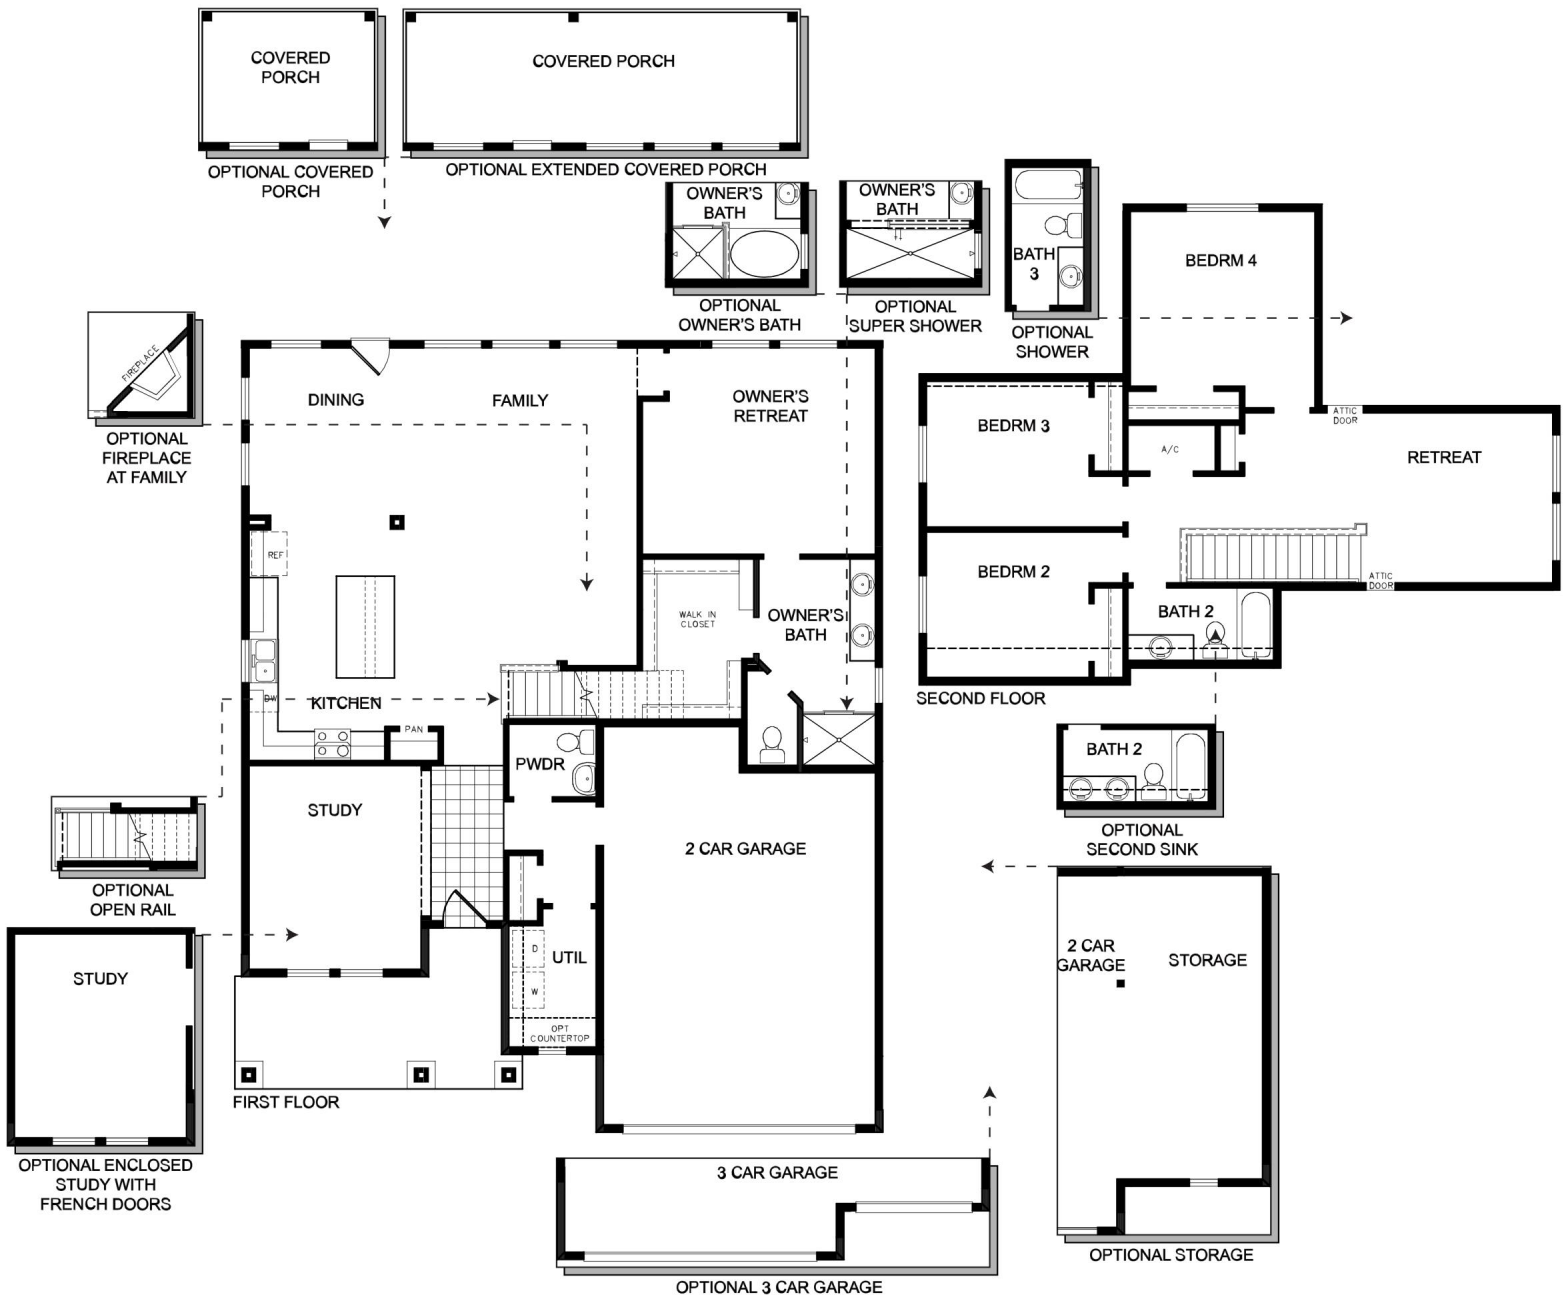 COVERED
PORCH
COVERED PORCH
OPTIONAL COVERED
PORCH
OPTIONAL EXTENDED COVERED PORCH
OWNER'S
BATH
OPTIONAL
OWNER'S BATH
OWNER'S
BATH
OPTIONAL
SUPER SHOWER
BATH
3
OPTIONAL
SHOWER
BEDRM 4
FIREPLACE
OPTIONAL
FIREPLACE
AT FAMILY
DINING
FAMILY
OWNER'S
RETREAT
BEDRM 3
A/C
ATTIC
DOOR
RETREAT
REF
WALK IN
CLOSET
OWNER'S
BATH
BEDRM 2
ATTIC
DOOR
BATH 2
SECOND FLOOR
DW
KITCHEN
PAN
PWDR
STUDY
2 CAR GARAGE
BATH 2
OPTIONAL
SECOND SINK
OPTIONAL
OPEN RAIL
D
W
UTIL
OPT
COUNTERTOP
STUDY
OPTIONAL ENCLOSED
STUDY WITH
FRENCH DOORS
FIRST FLOOR
2 CAR
GARAGE
STORAGE
OPTIONAL STORAGE
3 CAR GARAGE
OPTIONAL 3 CAR GARAGE